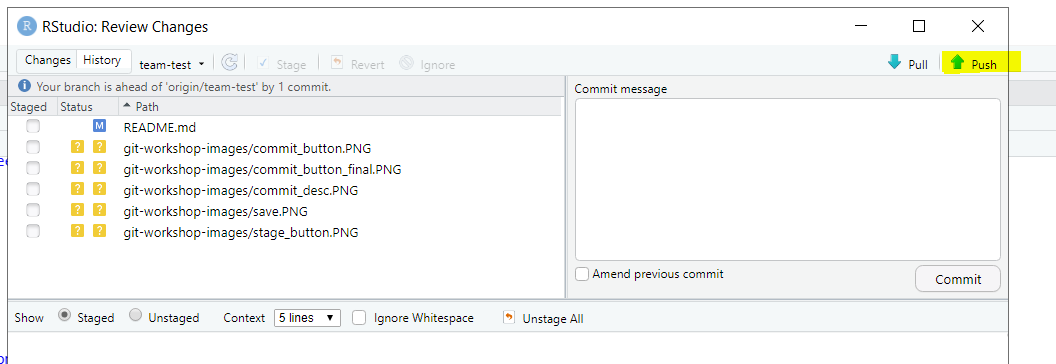 R RStudio: Review Changes
Changes History team-test Stage Revert Ignore Pull Push
Your branch is ahead of 'origin/team-test' by 1 commit.
Commit message
Staged Status Path
M README.md
? ? git-workshop-images/commit_button.PNG
? ? git-workshop-images/commit_button_final.PNG
? ? git-workshop-images/commit_desc.PNG
? ? git-workshop-images/save.PNG
? ? git-workshop-images/stage_button.PNG
Amend previous commit
Commit
Show Staged Unstaged Context 5 lines Ignore Whitespace Unstage All